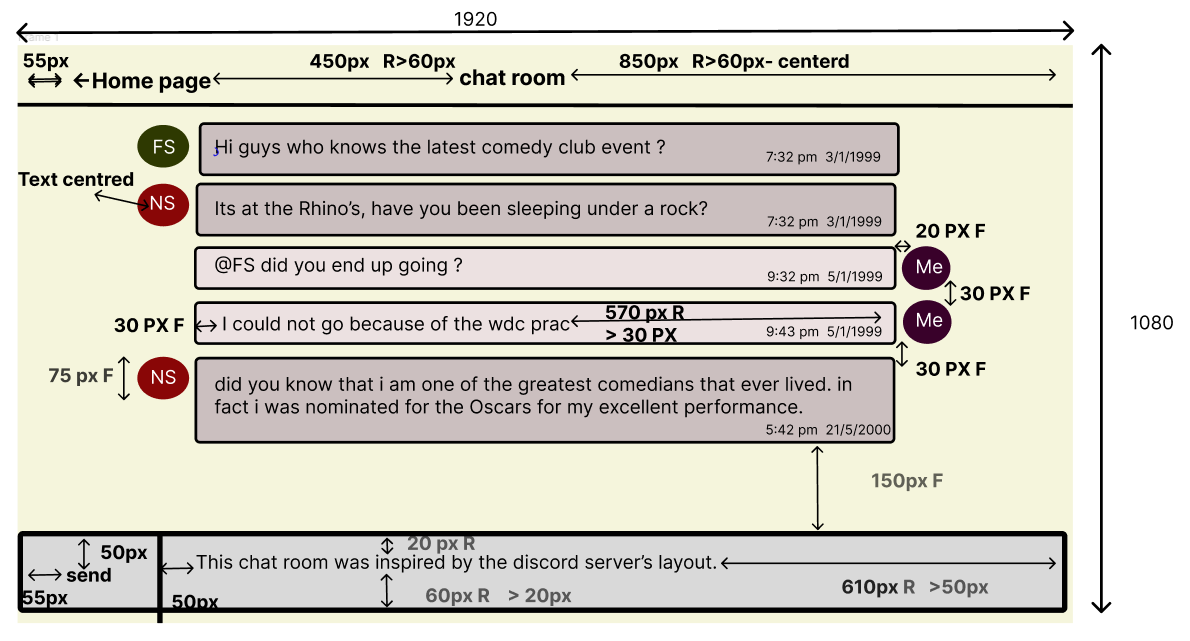 1920
ame 1
55px
450px R>60px
850px R>60px- centerd
←Home page
chat room
FS
Hi guys who knows the latest comedy club event ?
7:32 pm 3/1/1999
Text centred
NS
Its at the Rhino’s, have you been sleeping under a rock?
7:32 pm 3/1/1999
20 PX F
@FS did you end up going ?
9:32 pm 5/1/1999
Me
30 PX F
30 PX F
I could not go because of the wdc prac
570 px R
> 30 PX
9:43 pm 5/1/1999
Me
1080
75 px F
NS
30 PX F
did you know that i am one of the greatest comedians that ever lived. in
fact i was nominated for the Oscars for my excellent performance.
5:42 pm 21/5/2000
150px F
50px
send
55px
20 px R
This chat room was inspired by the discord server’s layout.
50px
60px R > 20px
610px R >50px